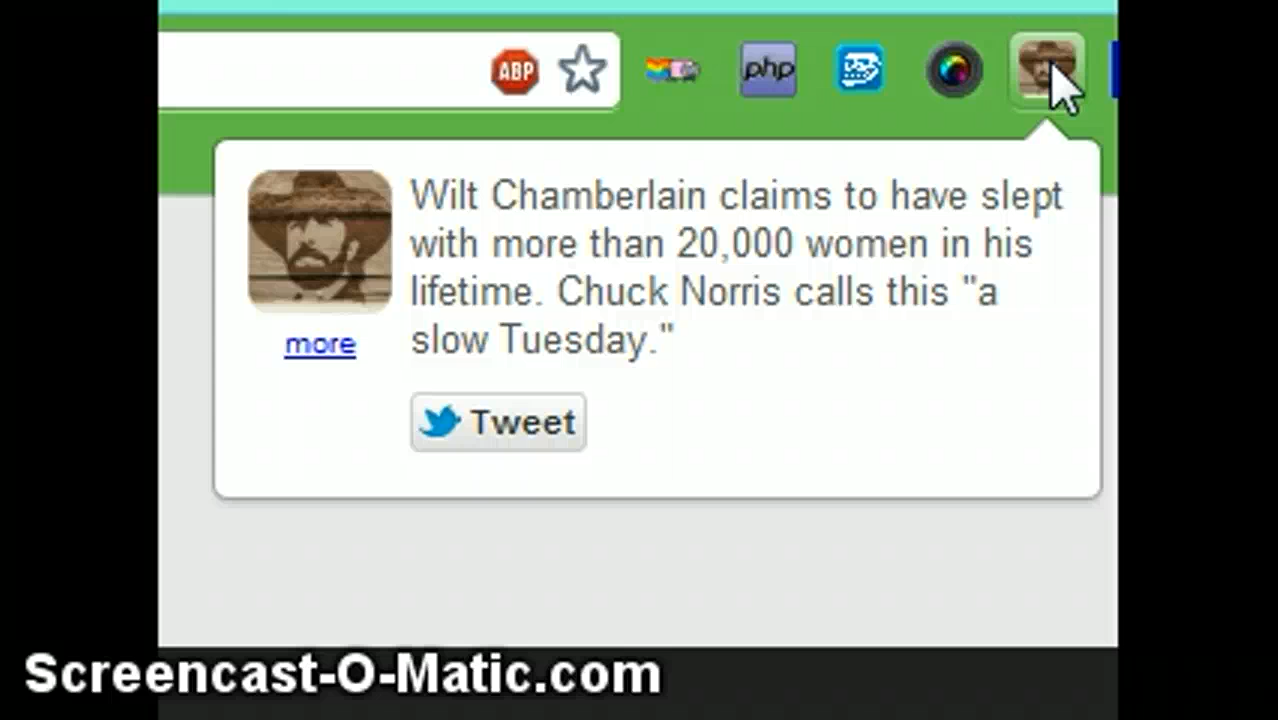 ABP
php
Wilt Chamberlain claims to have slept
with more than 20,000 women in his
lifetime. Chuck Norris calls this "a
slow Tuesday."
more
Tweet
Screencast-O-Matic.com